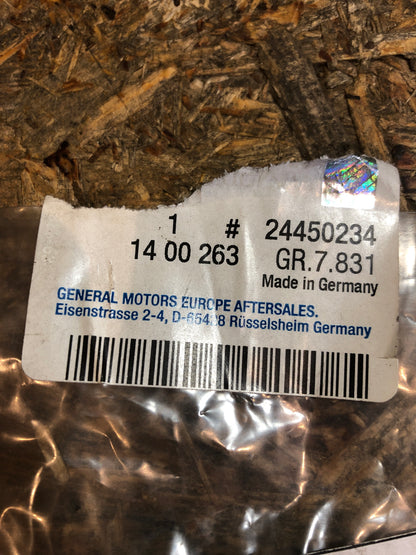 1 # 24450234
14 00 263 GR.7.831
Made in Germany
GENERAL MOTORS EUROPE AFTERSALES.
Eisenstrasse 2-4, D-65428 Rüsselsheim Germany